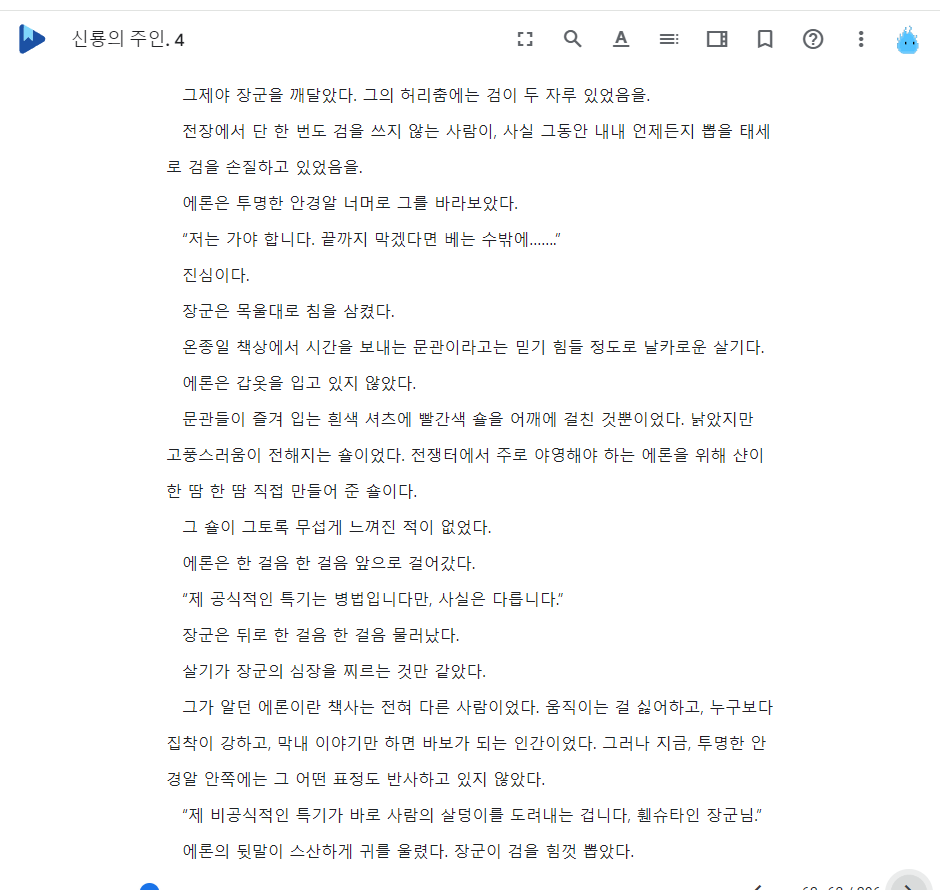 신룡의 주인. 4
그제야 장군을 깨달았다. 그의 허리춤에는 검이 두 자루 있었음을.
전장에서 단 한 번도 검을 쓰지 않는 사람이, 사실 그동안 내내 언제든지 뽑을 태세
로 검을 손질하고 있었음을.
에론은 투명한 안경알 너머로 그를 바라보았다.
“저는 가야 합니다. 끝까지 막겠다면 베는 수밖에.......”
진심이다.
장군은 목울대로 침을 삼켰다.
온종일 책상에서 시간을 보내는 문관이라고는 믿기 힘들 정도로 날카로운 살기다.
에론은 갑옷을 입고 있지 않았다.
문관들이 즐겨 입는 흰색 셔츠에 빨간색 숄을 어깨에 걸친 것뿐이었다. 낡았지만
고풍스러움이 전해지는 숄이었다. 전쟁터에서 주로 야영해야 하는 에론을 위해 샨이
한 땀 한 땀 직접 만들어 준 숄이다.
그 숄이 그토록 무섭게 느껴진 적이 없었다.
에론은 한 걸음 한 걸음 앞으로 걸어갔다.
“제 공식적인 특기는 병법입니다만, 사실은 다릅니다.”
장군은 뒤로 한 걸음 한 걸음 물러났다.
살기가 장군의 심장을 찌르는 것만 같았다.
그가 알던 에론이란 책사는 전혀 다른 사람이었다. 움직이는 걸 싫어하고, 누구보다
집착이 강하고, 막내 이야기만 하면 바보가 되는 인간이었다. 그러나 지금, 투명한 안
경알 안쪽에는 그 어떤 표정도 반사하고 있지 않았다.
“제 비공식적인 특기가 바로 사람의 살덩이를 도려내는 겁니다, 휀슈타인 장군님.”
에론의 뒷말이 스산하게 귀를 울렸다. 장군이 검을 힘껏 뽑았다.